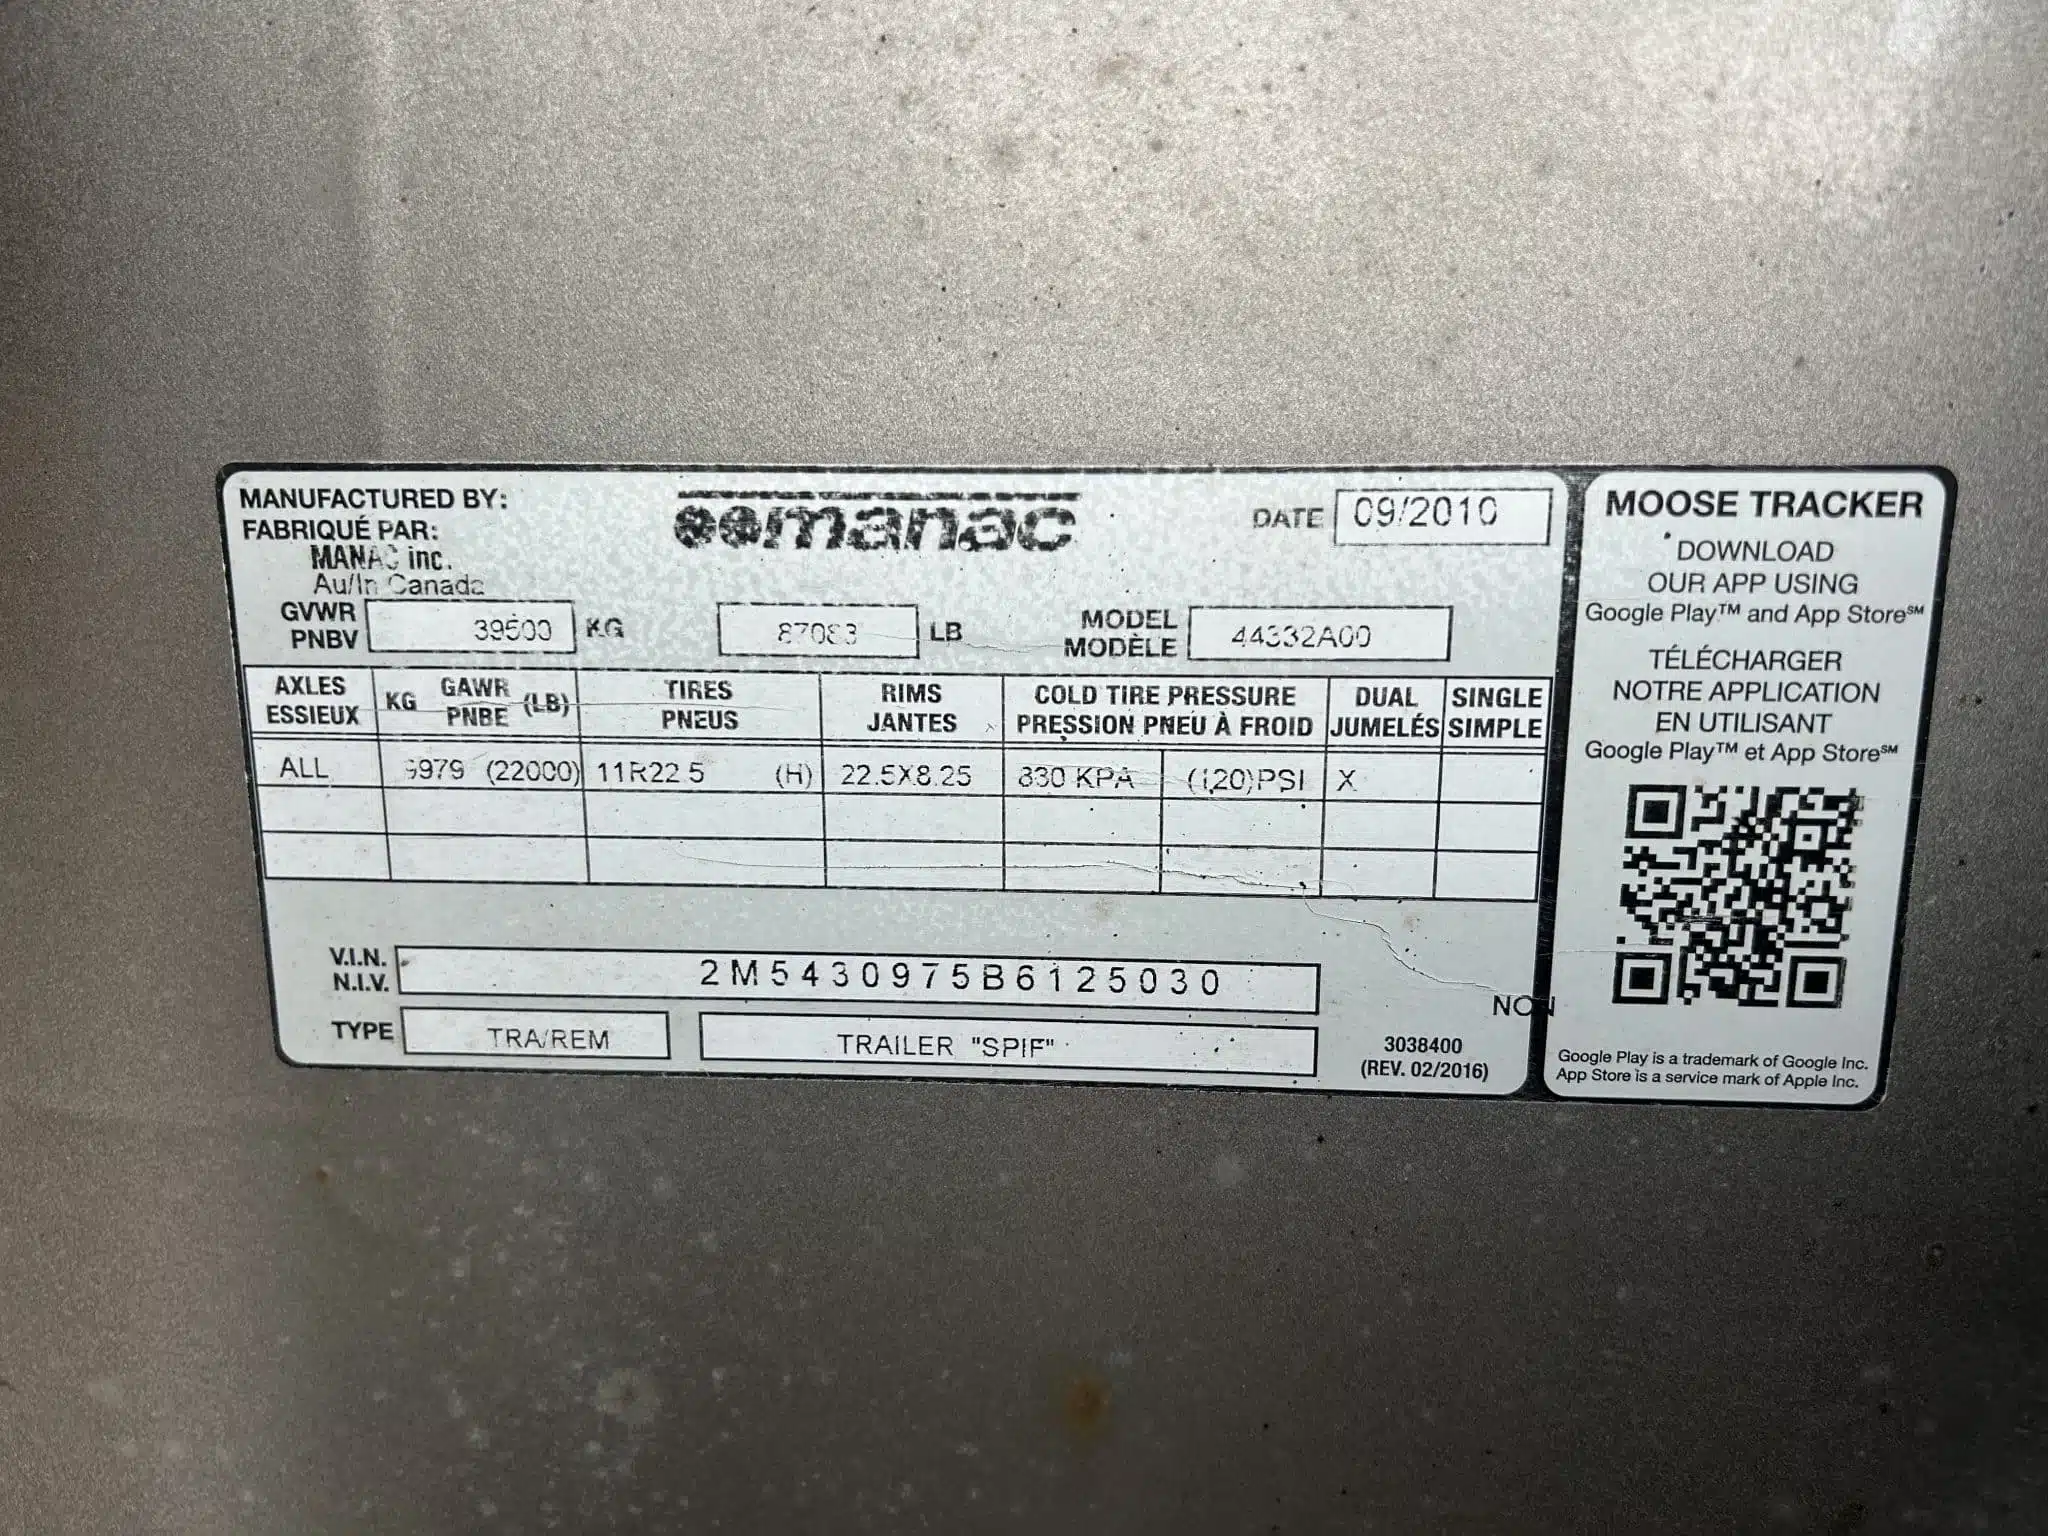 MANUFACTURED BY:
FABRIQUÉ PAR:
MANAC inc.
Au/In Canada
manac
DATE 09/2010
GVWR
PNBV
39500 KG
87083 LB
MODEL
MODÈLE
44332A00
AXLES
ESSIEUX
KG GAWR (LB)
PNBE
TIRES
PNEUS
RIMS
JANTES
COLD TIRE PRESSURE
PRESSION PNEU À FROID
DUAL
JUMELÉS
SINGLE
SIMPLE
ALL 9979 (22000) 11R22.5 (H) 22.5X8.25 830 KPA (120)PSI X
V.I.N.
N.I.V.
2M5430975B6125030
NON
TYPE TRA/REM TRAILER "SPIF"
3038400
(REV. 02/2016)
MOOSE TRACKER
DOWNLOAD
OUR APP USING
Google Play™ and App Store℠
TÉLÉCHARGER
NOTRE APPLICATION
EN UTILISANT
Google Play™ et App Store℠
Google Play is a trademark of Google Inc.
App Store is a service mark of Apple Inc.